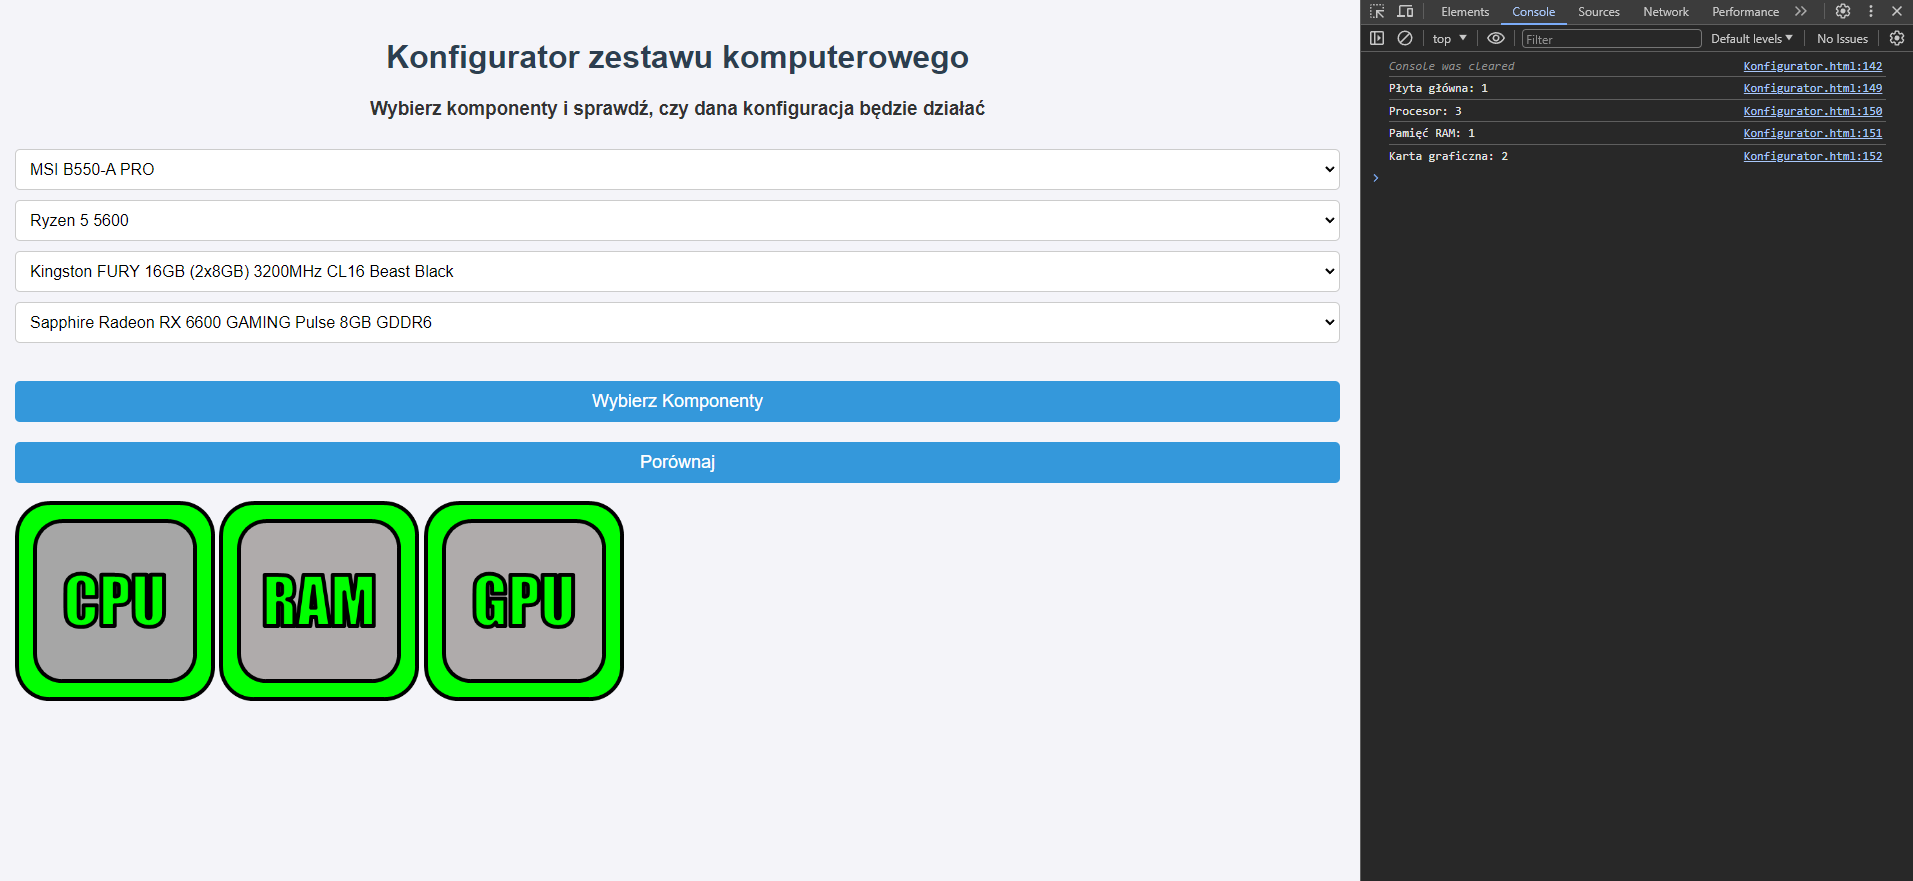 Konfigurator zestawu komputerowego
Wybierz komponenty i sprawdź, czy dana konfiguracja będzie działać
MSI B550-A PRO
Ryzen 5 5600
Kingston FURY 16GB (2x8GB) 3200MHz CL16 Beast Black
Sapphire Radeon RX 6600 GAMING Pulse 8GB GDDR6
Wybierz Komponenty
Porównaj
CPU RAM GPU
Elements Console Sources Network Performance
top Filter Default levels No Issues
Console was cleared Konfigurator.html:142
Płyta główna: 1 Konfigurator.html:149
Procesor: 3 Konfigurator.html:150
Pamięć RAM: 1 Konfigurator.html:151
Karta graficzna: 2 Konfigurator.html:152